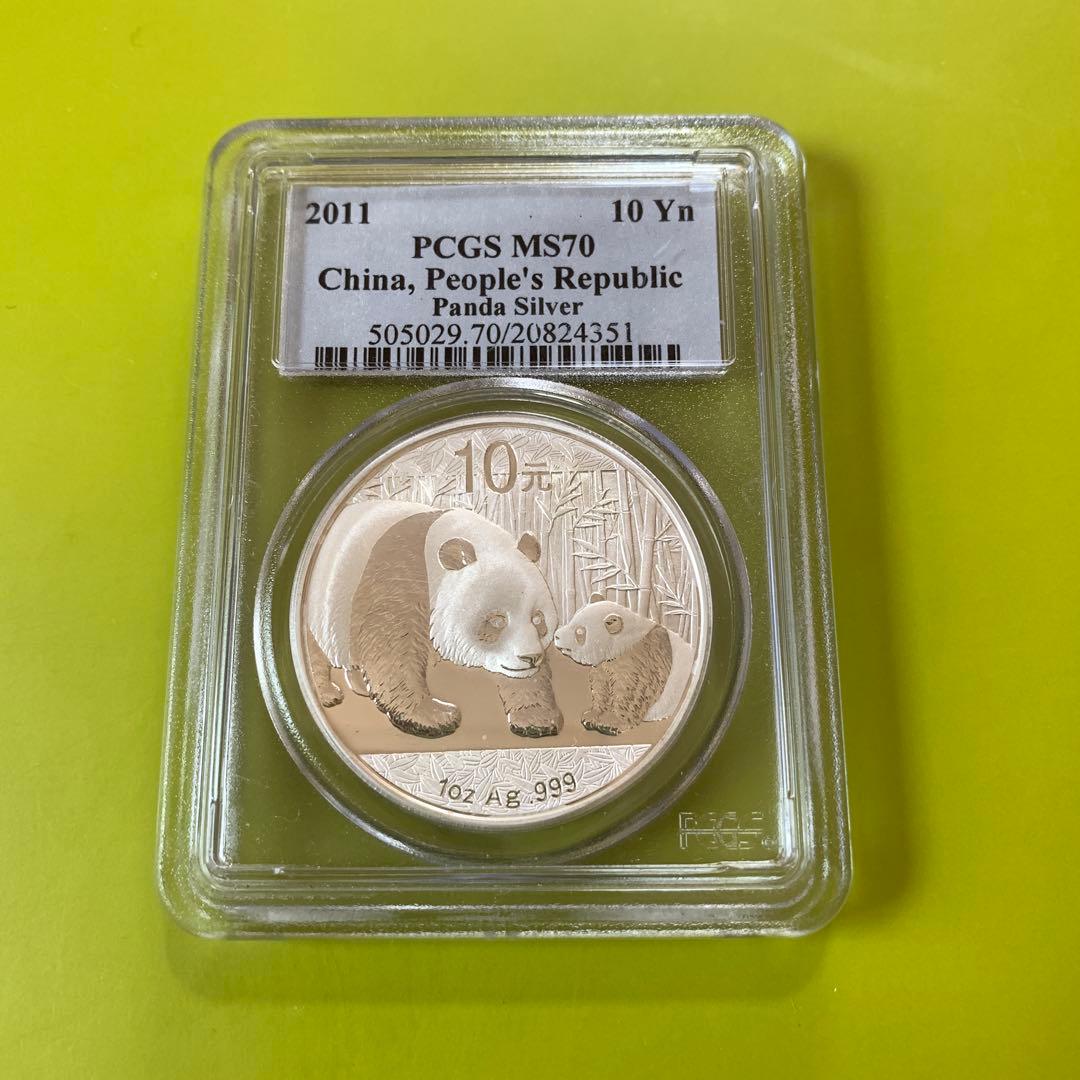 2011 10 Yn
PCGS MS70
China, People's Republic
Panda Silver
505029.70/20824351
10元
1oz Ag .999
PCGS